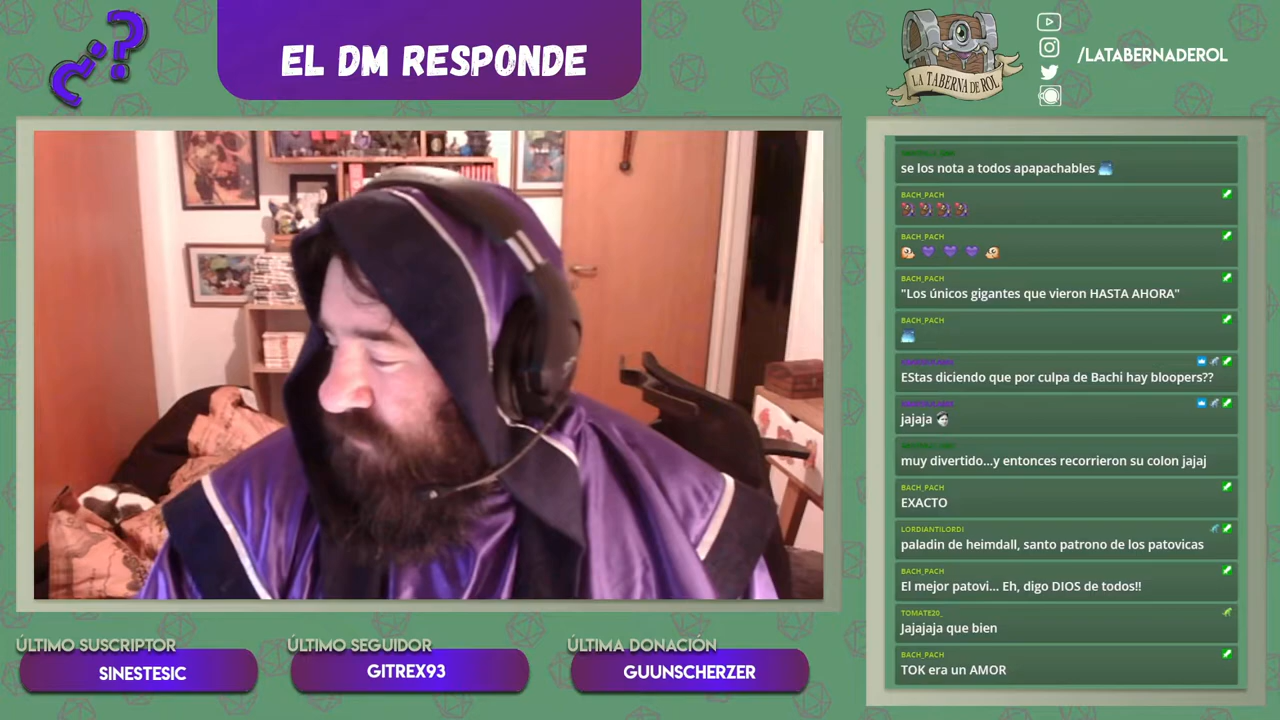 EL DM RESPONDE
LA TABERNA DE ROL
/LATABERNADEROL
se los nota a todos apapachables
BACH_PACH
BACH_PACH
BACH_PACH
"Los únicos gigantes que vieron HASTA AHORA"
BACH_PACH
EStas diciendo que por culpa de Bachi hay bloopers??
jajaja
muy divertido...y entonces recorrieron su colon jajaj
BACH_PACH
EXACTO
LORDIANTILORDI
paladin de heimdall, santo patrono de los patovicas
BACH_PACH
El mejor patovi... Eh, digo DIOS de todos!!
TOMATE20_
Jajajaja que bien
BACH_PACH
TOK era un AMOR
ÚLTIMO SUSCRIPTOR
SINESTESIC
ÚLTIMO SEGUIDOR
GITREX93
ÚLTIMA DONACIÓN
GUUNSCHERZER